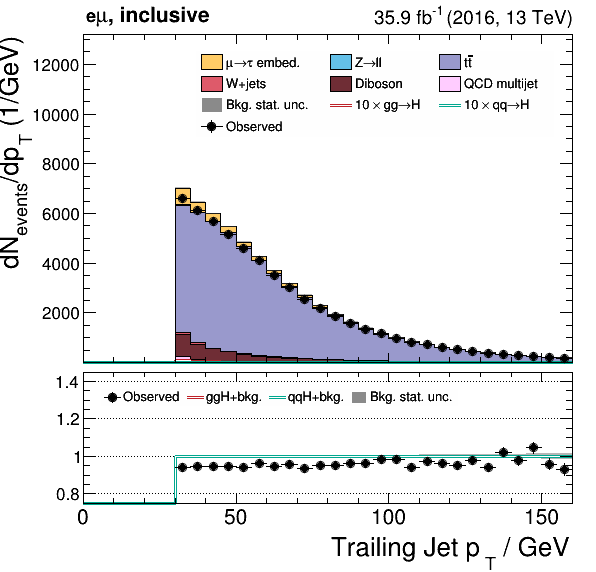 eμ, inclusive 35.9 fb⁻¹ (2016, 13 TeV)
dN_events/dp_T (1/GeV)
12000
10000
8000
6000
4000
2000
μ→τ embed. Z→ll tt̄
W+jets Diboson QCD multijet
Bkg. stat. unc. 10 × gg→H 10 × qq→H
Observed
1.4
1.2
1
0.8
Observed ggH+bkg. qqH+bkg. Bkg. stat. unc.
0 50 100 150
Trailing Jet p_T / GeV